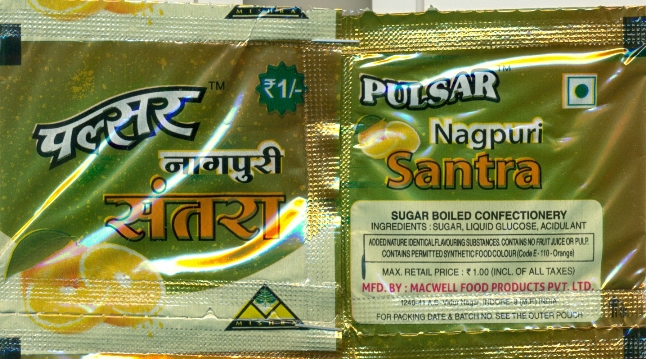 MISHRA
पल्सर TM
₹1/-
नागपुरी
संतरा
MISHRA
PULSAR TM
Nagpuri
Santra
SUGAR BOILED CONFECTIONERY
INGREDIENTS : SUGAR, LIQUID GLUCOSE, ACIDULANT
ADDED NATURE IDENTICAL FLAVOURING SUBSTANCES. CONTAINS NO FRUIT JUICE OR PULP.
CONTAINS PERMITTED SYNTHETIC FOOD COLOUR (Code E - 110 - Orange)
MAX. RETAIL PRICE : ₹ 1.00 (INCL. OF ALL TAXES)
MFD. BY : MACWELL FOOD PRODUCTS PVT. LTD.
Nagar, INDORE- (M.P.) INDIA
FOR PACKING DATE & BATCH NO. SEE THE OUTER POUCH